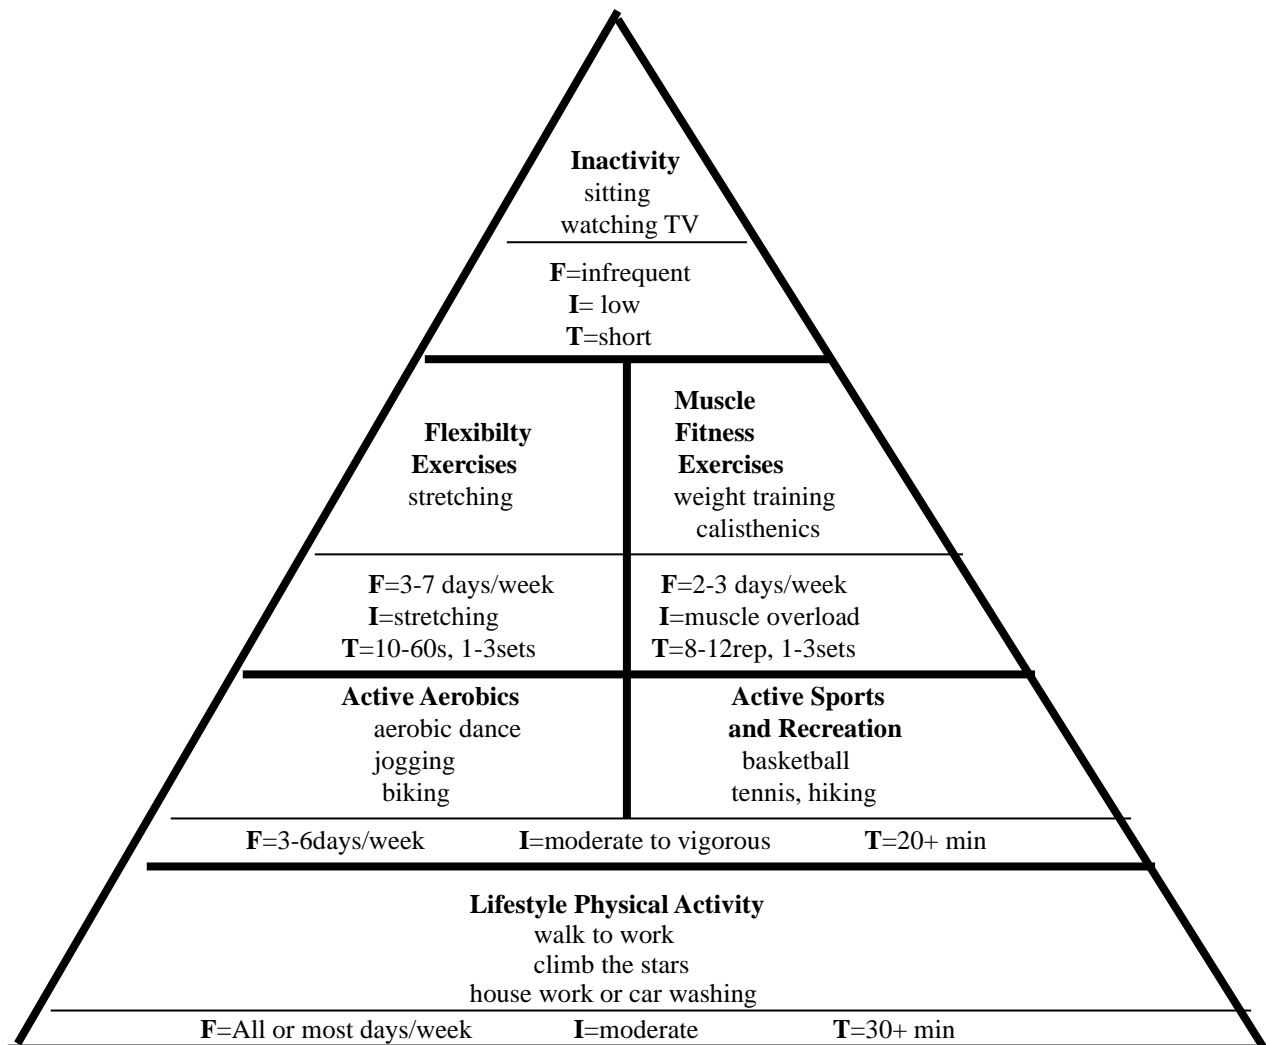 Inactivity
sitting
watching TV
F=infrequent
I= low
T=short
Flexibilty
Exercises
stretching
Muscle
Fitness
Exercises
weight training
calisthenics
F=3-7 days/week
I=stretching
T=10-60s, 1-3sets
F=2-3 days/week
I=muscle overload
T=8-12rep, 1-3sets
Active Aerobics
aerobic dance
jogging
biking
Active Sports
and Recreation
basketball
tennis, hiking
F=3-6days/week I=moderate to vigorous T=20+ min
Lifestyle Physical Activity
walk to work
climb the stars
house work or car washing
F=All or most days/week I=moderate T=30+ min